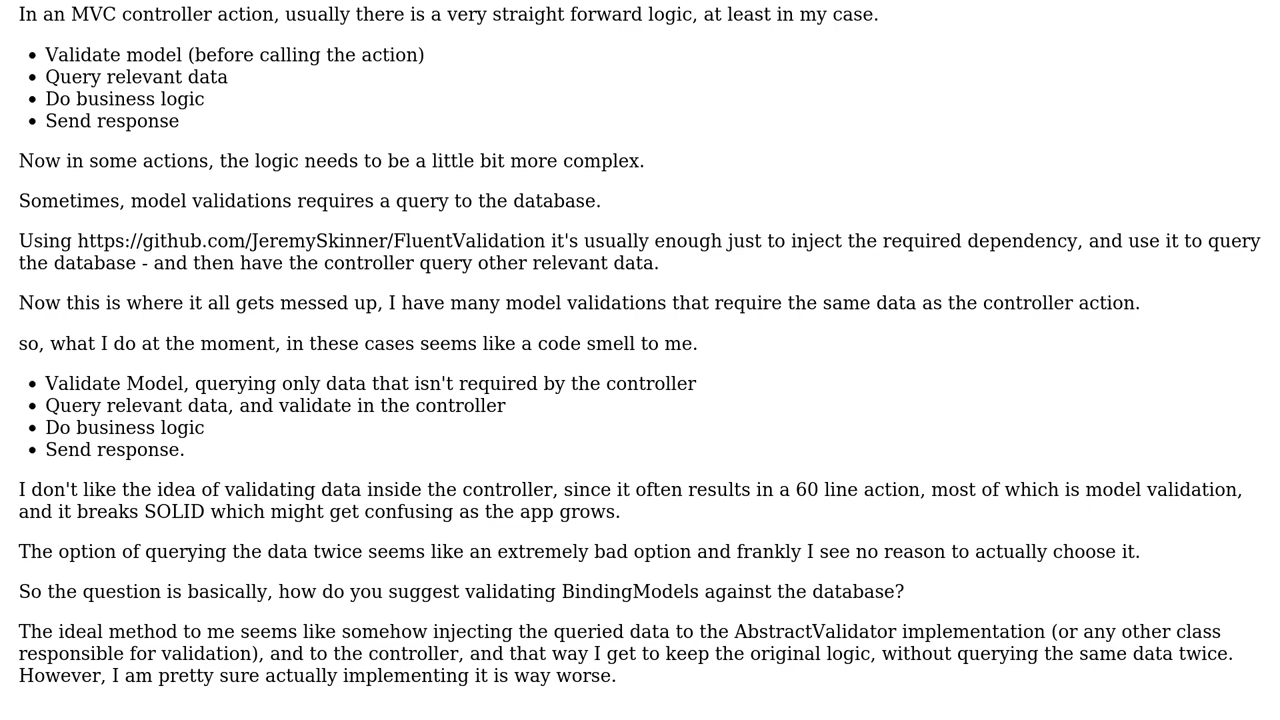 In an MVC controller action, usually there is a very straight forward logic, at least in my case.
• Validate model (before calling the action)
• Query relevant data
• Do business logic
• Send response
Now in some actions, the logic needs to be a little bit more complex.
Sometimes, model validations requires a query to the database.
Using https://github.com/JeremySkinner/FluentValidation it's usually enough just to inject the required dependency, and use it to query
the database - and then have the controller query other relevant data.
Now this is where it all gets messed up, I have many model validations that require the same data as the controller action.
so, what I do at the moment, in these cases seems like a code smell to me.
• Validate Model, querying only data that isn't required by the controller
• Query relevant data, and validate in the controller
• Do business logic
• Send response.
I don't like the idea of validating data inside the controller, since it often results in a 60 line action, most of which is model validation,
and it breaks SOLID which might get confusing as the app grows.
The option of querying the data twice seems like an extremely bad option and frankly I see no reason to actually choose it.
So the question is basically, how do you suggest validating BindingModels against the database?
The ideal method to me seems like somehow injecting the queried data to the AbstractValidator implementation (or any other class
responsible for validation), and to the controller, and that way I get to keep the original logic, without querying the same data twice.
However, I am pretty sure actually implementing it is way worse.